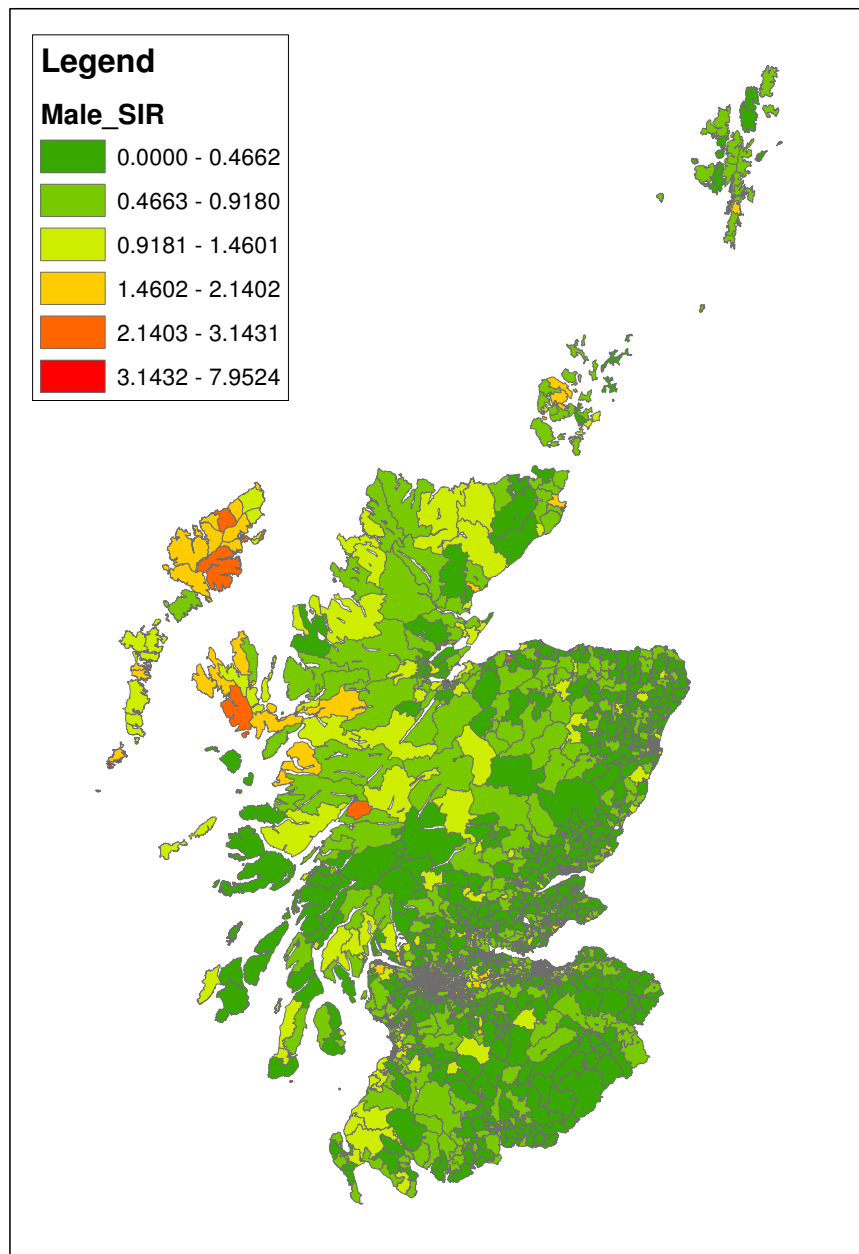 Legend
Male_SIR
0.0000 - 0.4662
0.4663 - 0.9180
0.9181 - 1.4601
1.4602 - 2.1402
2.1403 - 3.1431
3.1432 - 7.9524